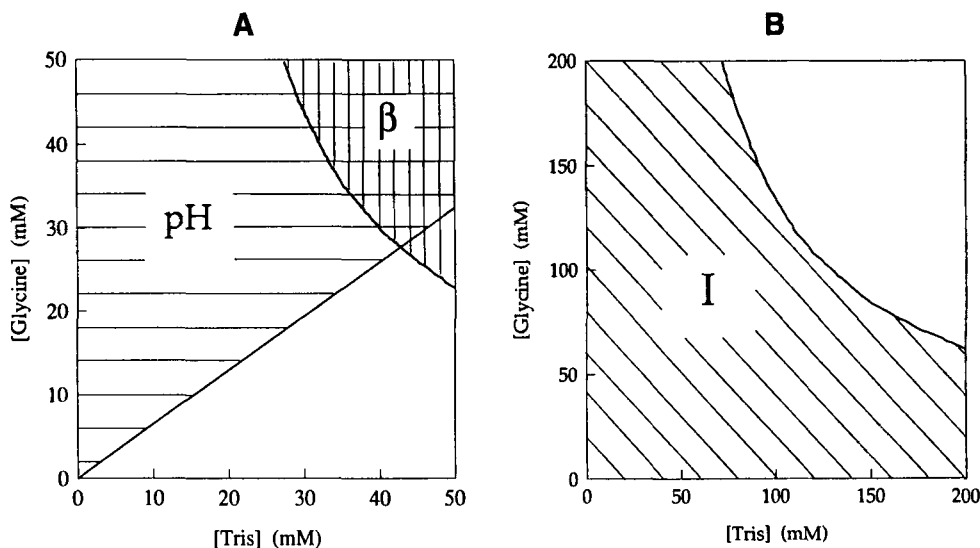 A
50
40
30
20
10
0
[Glycine] (mM)
pH
β
0 10 20 30 40 50
[Tris] (mM)
B
200
150
100
50
0
[Glycine] (mM)
I
0 50 100 150 200
[Tris] (mM)